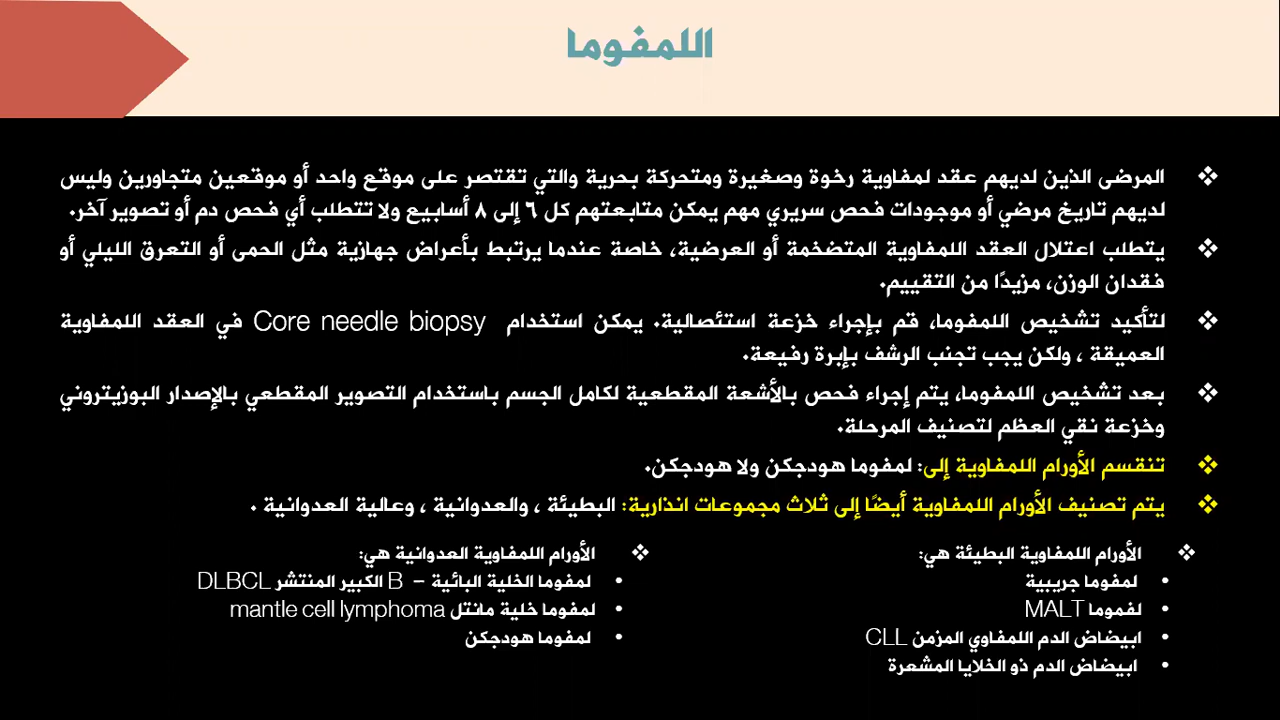 اللمفوما
❖ المرضى الذين لديهم عقد لمفاوية رخوة وصغيرة ومتحركة بحرية والتي تقتصر على موقع واحد أو موقعين متجاورين وليس
لديهم تاريخ مرضي أو موجودات فحص سريري مهم يمكن متابعتهم كل ٦ إلى ٨ أسابيع ولا تتطلب أي فحص دم أو تصوير آخر.
❖ يتطلب اعتلال العقد اللمفاوية المتضخمة أو العرضية، خاصة عندما يرتبط بأعراض جهازية مثل الحمى أو التعرق الليلي أو
فقدان الوزن، مزيدًا من التقييم.
❖ لتأكيد تشخيص اللمفوما، قم بإجراء خزعة استئصالية. يمكن استخدام Core needle biopsy في العقد اللمفاوية
العميقة ، ولكن يجب تجنب الرشف بإبرة رفيعة.
❖ بعد تشخيص اللمفوما، يتم إجراء فحص بالأشعة المقطعية لكامل الجسم باستخدام التصوير المقطعي بالإصدار البوزيتروني
وخزعة نقي العظم لتصنيف المرحلة.
❖ تنقسم الأورام اللمفاوية إلى: لمفوما هودجكن ولا هودجكن.
❖ يتم تصنيف الأورام اللمفاوية أيضًا إلى ثلاث مجموعات انذارية: البطيئة ، والعدوانية ، وعالية العدوانية .
❖ الأورام اللمفاوية البطيئة هي:
• لمفوما جريبية
• لفموما MALT
• ابيضاض الدم اللمفاوي المزمن CLL
• ابيضاض الدم ذو الخلايا المشعرة
❖ الأورام اللمفاوية العدوانية هي:
• لمفوما الخلية البائية – B الكبير المنتشر DLBCL
• لمفوما خلية مانتل mantle cell lymphoma
• لمفوما هودجكن